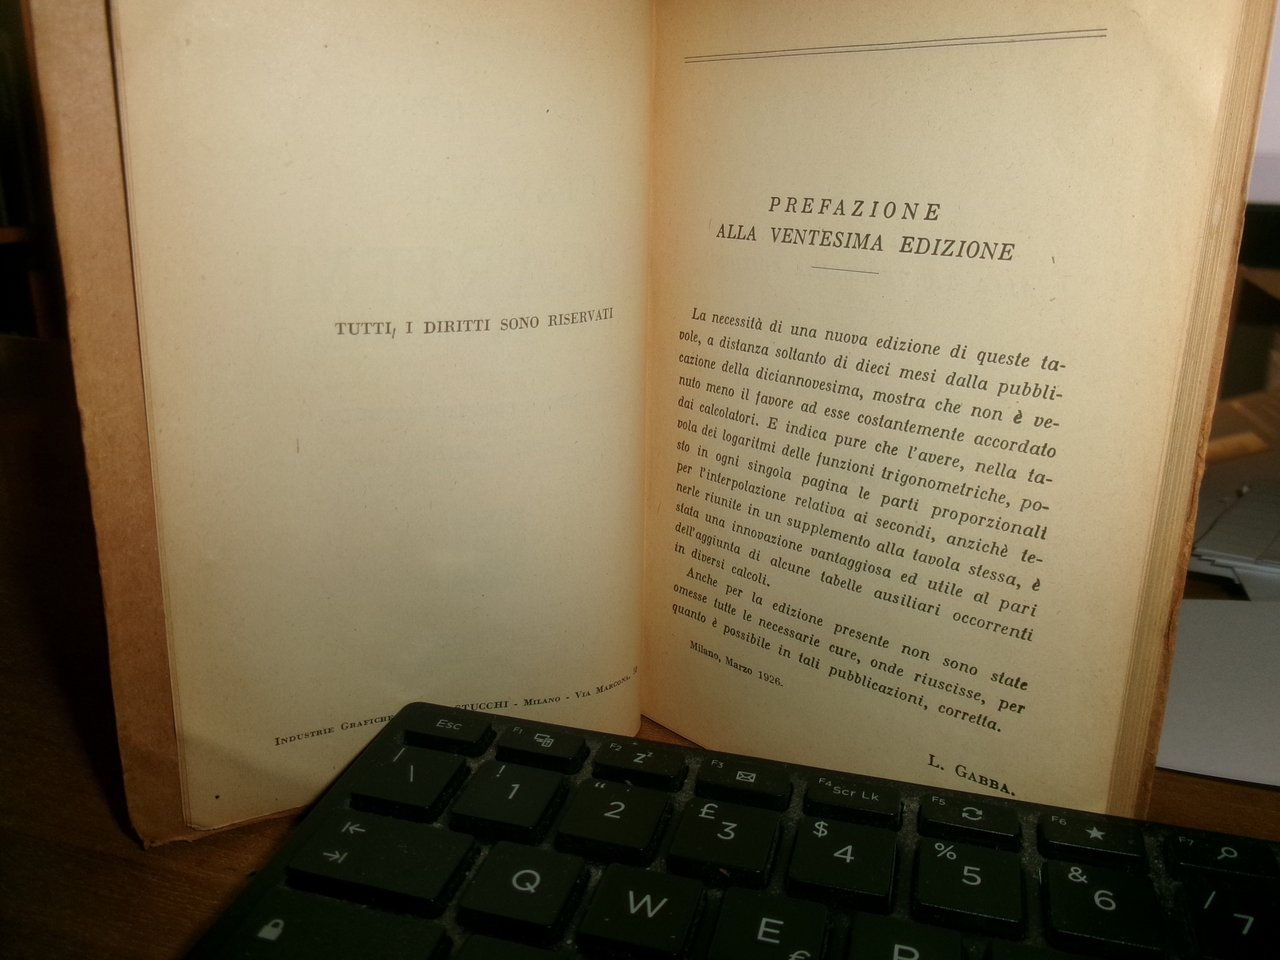 TUTTI I DIRITTI SONO RISERVATI
INDUSTRIE GRAFICHE STUCCHI - MILANO - VIA MARCONA,
PREFAZIONE
ALLA VENTESIMA EDIZIONE
La necessità di una nuova edizione di queste ta-
vole, a distanza soltanto di dieci mesi dalla pubbli-
cazione della diciannovesima, mostra che non è ve-
nuto meno il favore ad esse costantemente accordato
dai calcolatori. E indica pure che l'avere, nella ta-
vola dei logaritmi delle funzioni trigonometriche, po-
sto in ogni singola pagina le parti proporzionali
per l'interpolazione relativa ai secondi, anzichè te-
nerle riunite in un supplemento alla tavola stessa, è
stata una innovazione vantaggiosa ed utile al pari
dell'aggiunta di alcune tabelle ausiliari occorrenti
in diversi calcoli.
Anche per la edizione presente non sono state
omesse tutte le necessarie cure, onde riuscisse, per
quanto è possibile in tali pubblicazioni, corretta.
Milano, Marzo 1926.
L. GABBA.
Esc F1 F2 F3 F4 Scr Lk F5 F6 F7
| ! " £ $ % & /
\ 1 2 3 4 5 6 7
Q W E R
€